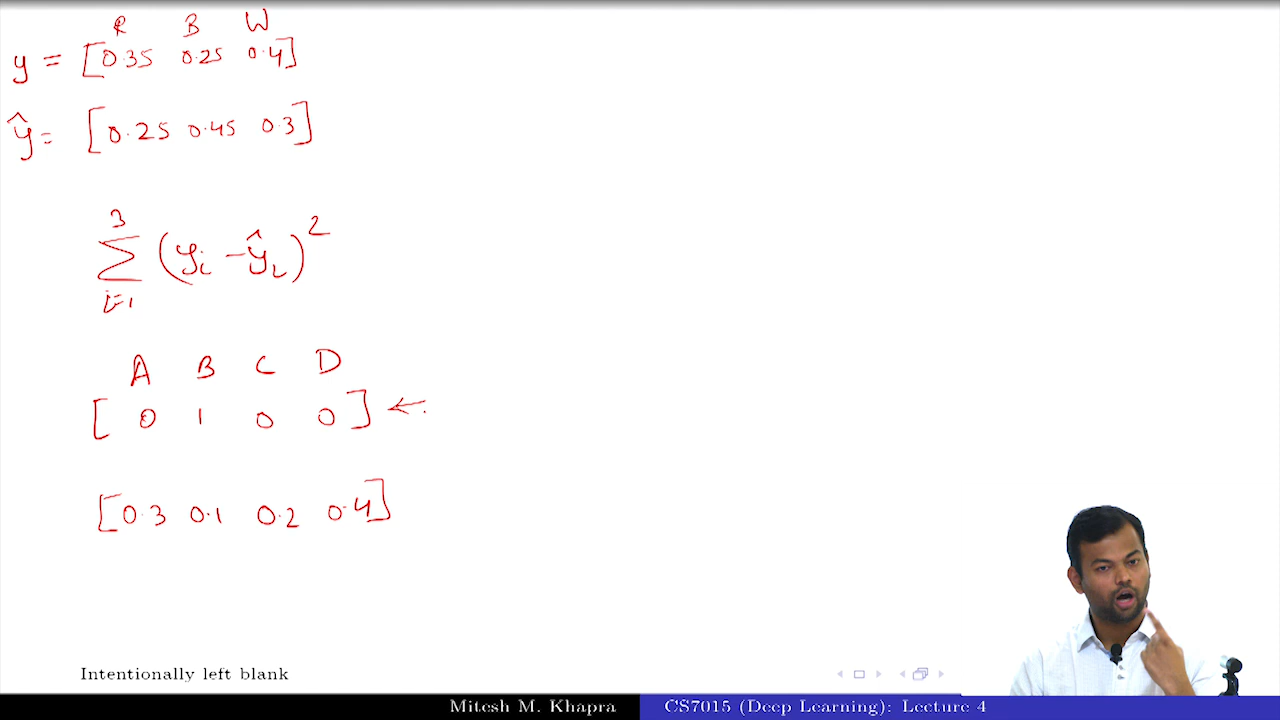 R B W
y = [0.35 0.25 0.4]
ŷ = [0.25 0.45 0.3]
3
∑ (yᵢ − ŷᵢ)²
i=1
A B C D
[ 0 1 0 0 ] ←
[0.3 0.1 0.2 0.4]
Intentionally left blank
Mitesh M. Khapra CS7015 (Deep Learning): Lecture 4